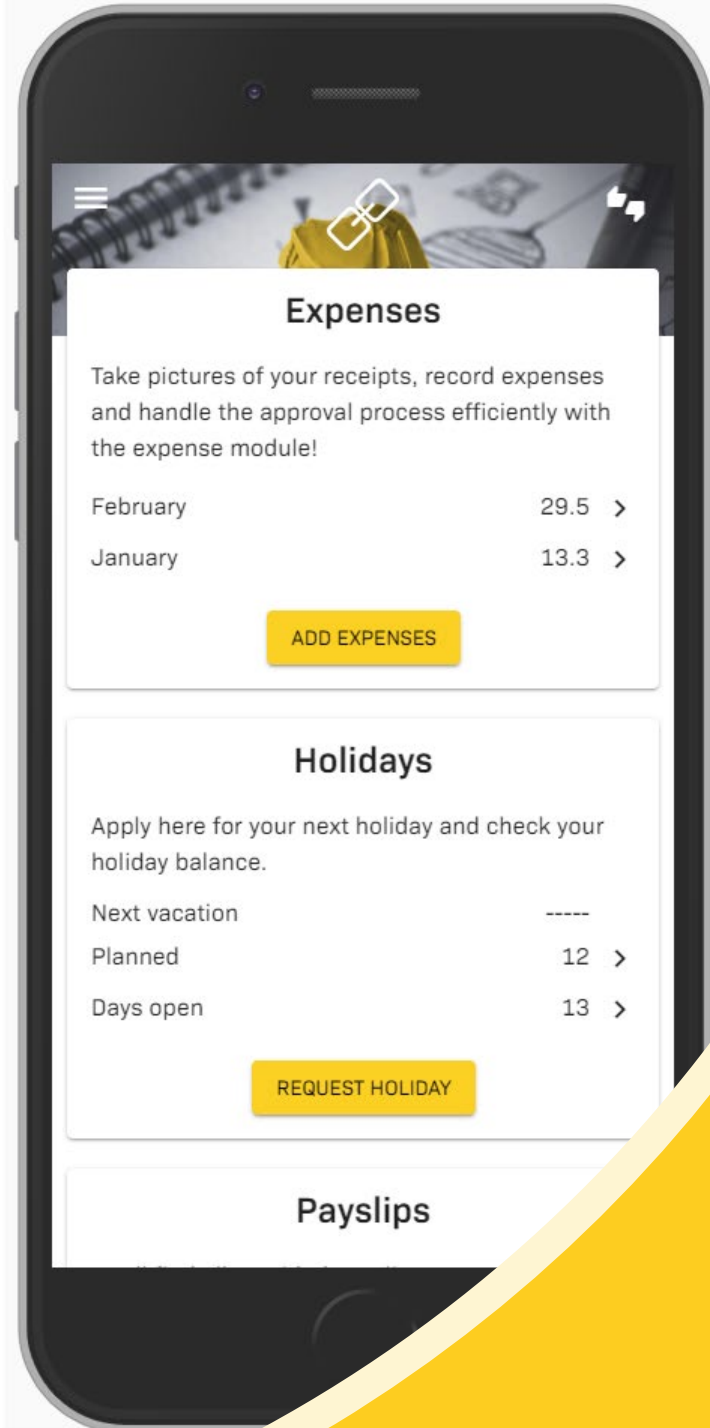 Expenses
Take pictures of your receipts, record expenses
and handle the approval process efficiently with
the expense module!
February 29.5 >
January 13.3 >
ADD EXPENSES
Holidays
Apply here for your next holiday and check your
holiday balance.
Next vacation -----
Planned 12 >
Days open 13 >
REQUEST HOLIDAY
Payslips